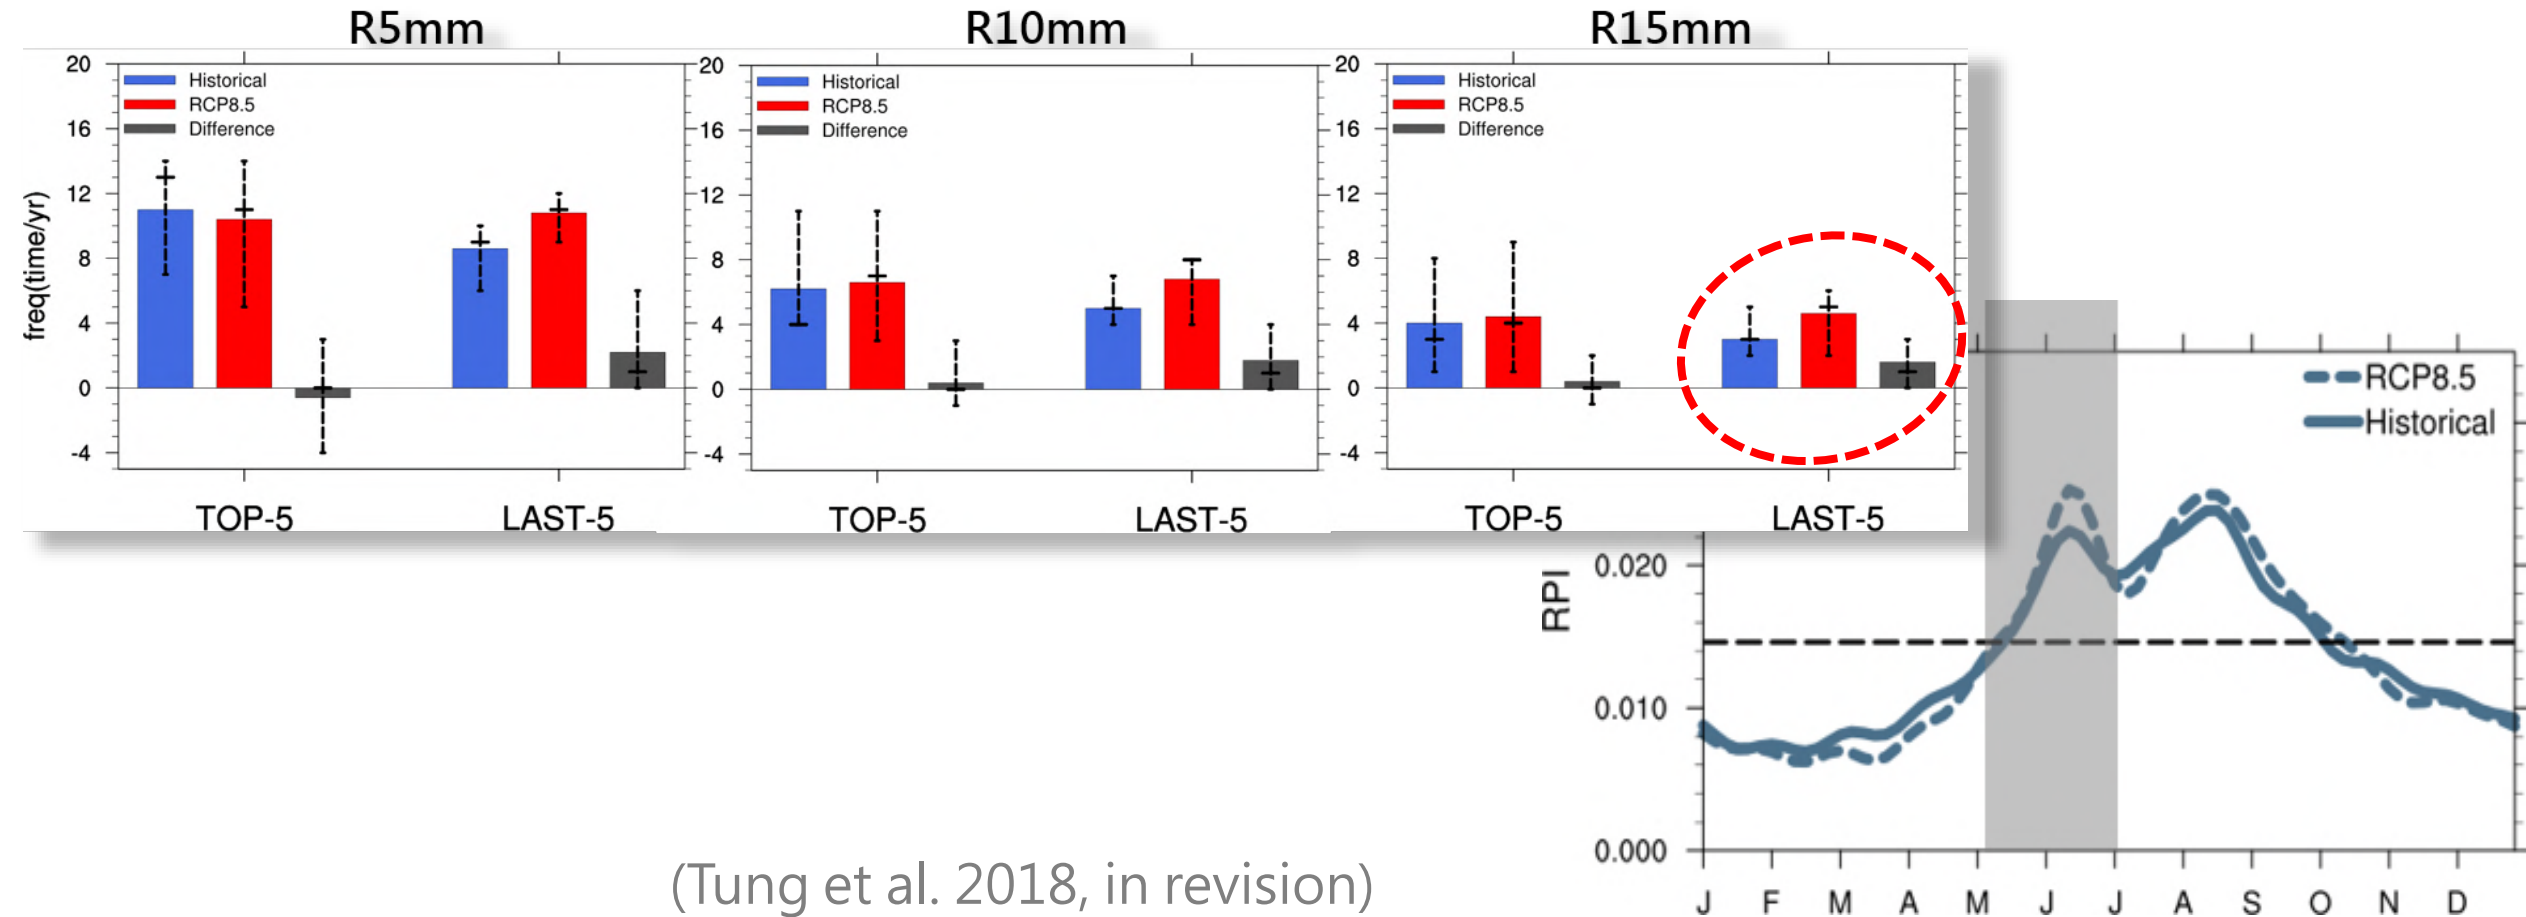 R5mm
20
16
12
8
4
0
-4
freq(time/yr)
Historical
RCP8.5
Difference
TOP-5 LAST-5
R10mm
20
16
12
8
4
0
-4
Historical
RCP8.5
Difference
TOP-5 LAST-5
R15mm
20
16
12
8
4
0
-4
Historical
RCP8.5
Difference
TOP-5 LAST-5
RCP8.5
Historical
RPI
0.020
0.010
0.000
J F M A M J J A S O N D
(Tung et al. 2018, in revision)